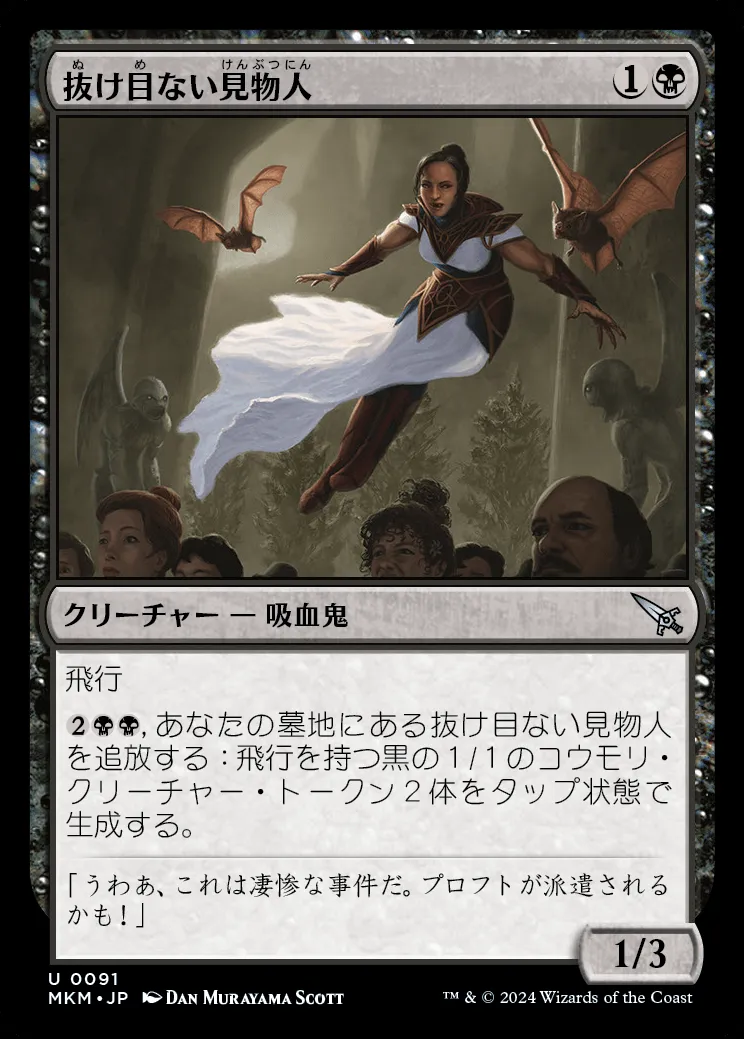 抜け目ない見物人
1
クリーチャー — 吸血鬼
飛行
2, あなたの墓地にある抜け目ない見物人
を追放する：飛行を持つ黒の1/1のコウモリ・
クリーチャー・トークン2体をタップ状態で
生成する。
「うわぁ、これは凄惨な事件だ。プロフトが派遣される
かも！」
1/3
U 0091
MKM • JP DAN MURAYAMA SCOTT
™ & © 2024 Wizards of the Coast